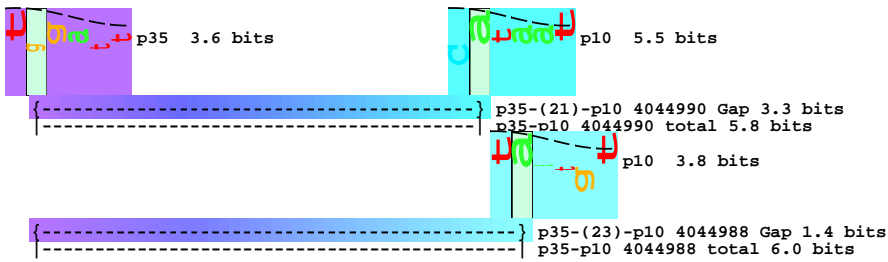 t g g a t t p35 3.6 bits
c a t a a t p10 5.5 bits
{---------------------------------------} p35-(21)-p10 4044990 Gap 3.3 bits
|--------------------------------------- p35-p10 4044990 total 5.8 bits
t a t g t p10 3.8 bits
{-------------------------------------------} p35-(23)-p10 4044988 Gap 1.4 bits
|------------------------------------------| p35-p10 4044988 total 6.0 bits